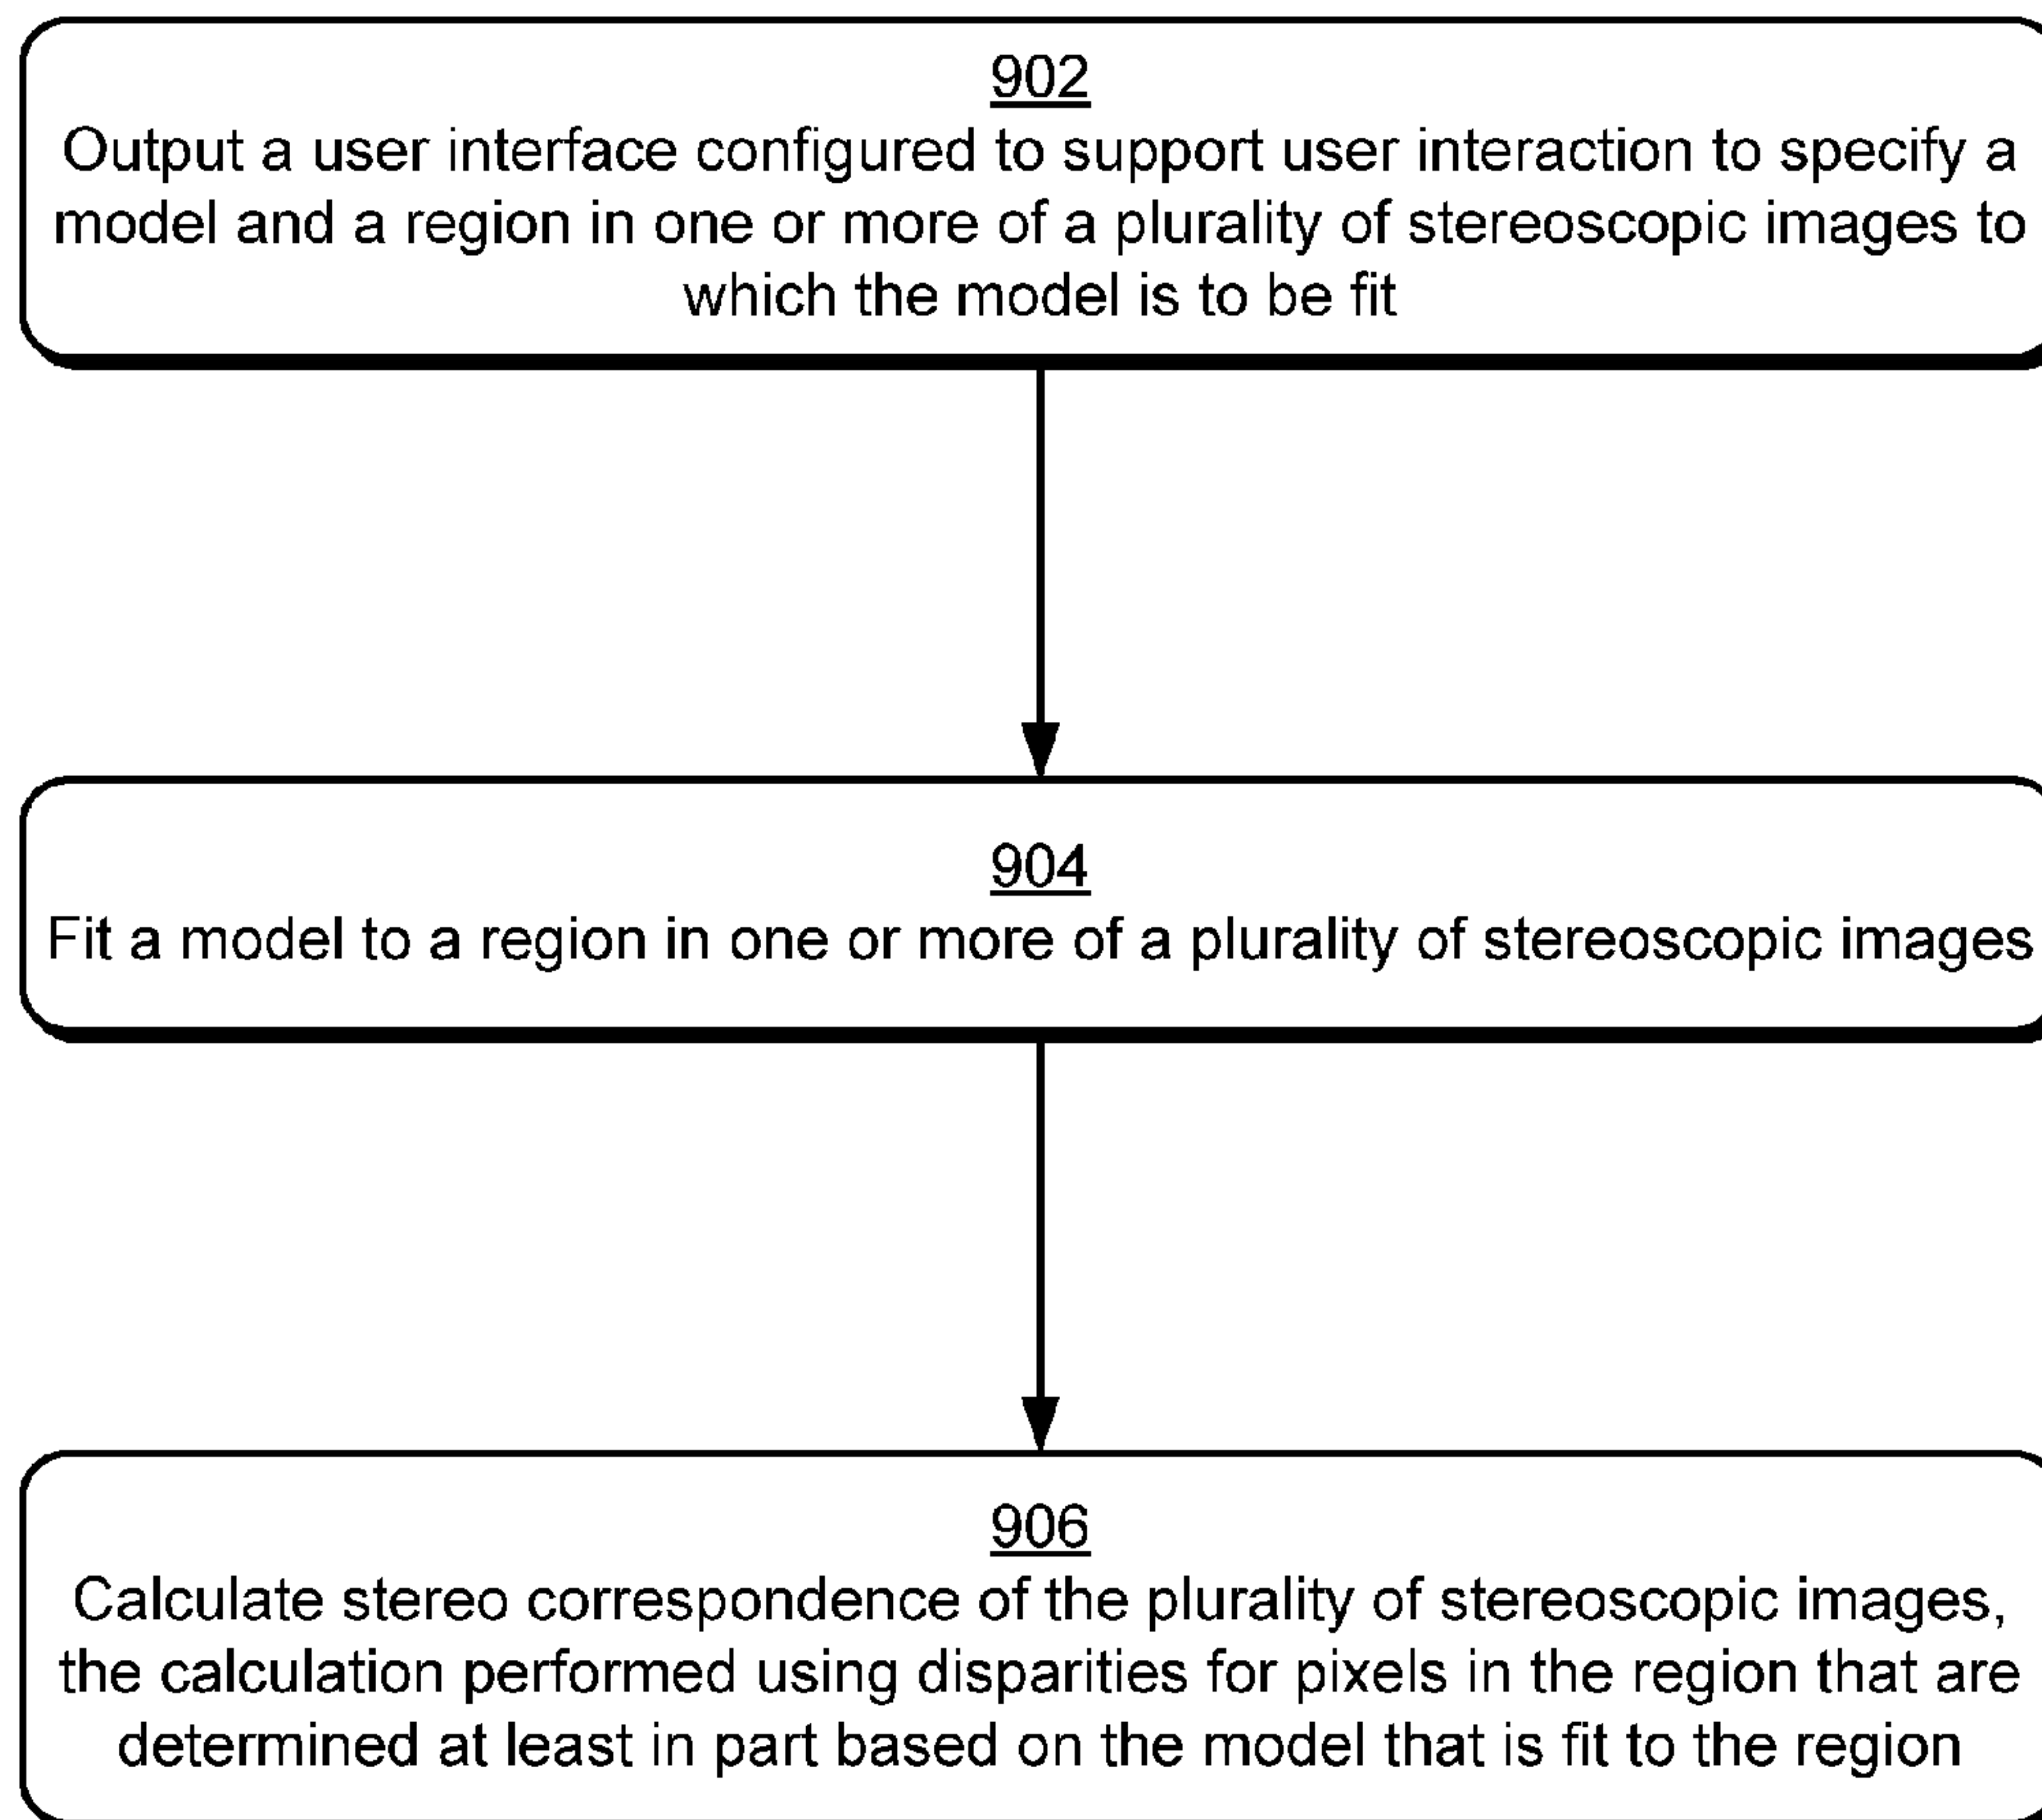 902
Output a user interface configured to support user interaction to specify a
model and a region in one or more of a plurality of stereoscopic images to
which the model is to be fit
904
Fit a model to a region in one or more of a plurality of stereoscopic images
906
Calculate stereo correspondence of the plurality of stereoscopic images,
the calculation performed using disparities for pixels in the region that are
determined at least in part based on the model that is fit to the region